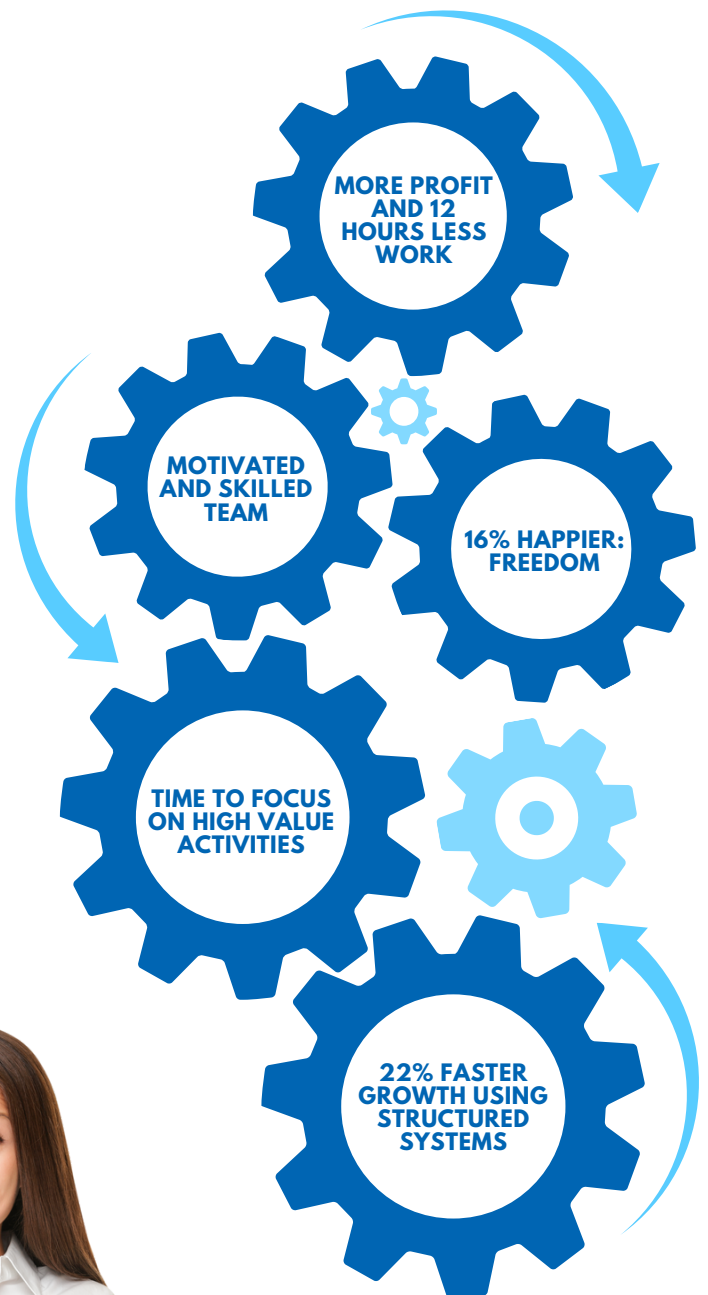 MORE PROFIT
AND 12
HOURS LESS
WORK
MOTIVATED
AND SKILLED
TEAM
16% HAPPIER:
FREEDOM
TIME TO FOCUS
ON HIGH VALUE
ACTIVITIES
22% FASTER
GROWTH USING
STRUCTURED
SYSTEMS